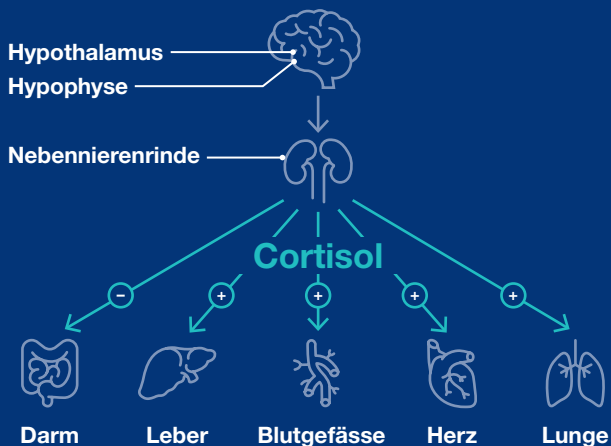 Hypothalamus
Hypophyse
Nebennierenrinde
Cortisol
− + + + +
Darm Leber Blutgefässe Herz Lunge